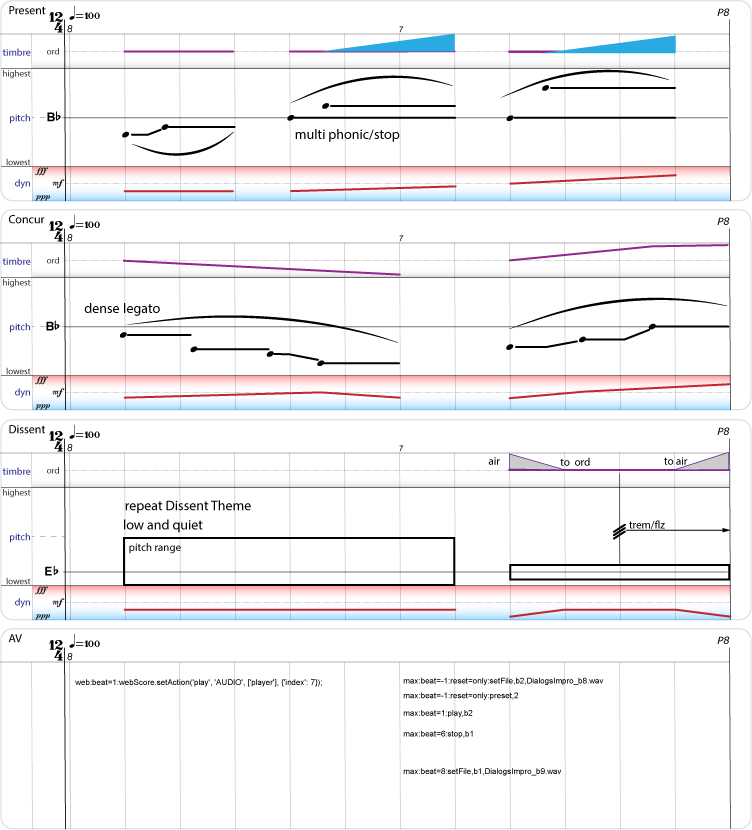 Present
12
4
♩=100
P8
8
7
timbre
ord
highest
pitch
B♭
multi phonic/stop
lowest
fff
dyn
mf
ppp
Concur
12
4
♩=100
P8
8
7
timbre
ord
highest
dense legato
pitch
B♭
lowest
fff
dyn
mf
ppp
Dissent
12
4
♩=100
P8
8
7
air
to ord
to air
timbre
ord
highest
repeat Dissent Theme
low and quiet
trem/flz
pitch
pitch range
E♭
lowest
fff
dyn
mf
ppp
AV
12
4
♩=100
P8
8
web:beat=1:webScore.setAction('play', 'AUDIO', ['player'], {'index': 7});
max:beat=-1:reset=only:setFile,b2,DialogsImpro_b8.wav
max:beat=-1:reset=only:preset,2
max:beat=1:play,b2
max:beat=6:stop,b1
max:beat=8:setFile,b1,DialogsImpro_b9.wav